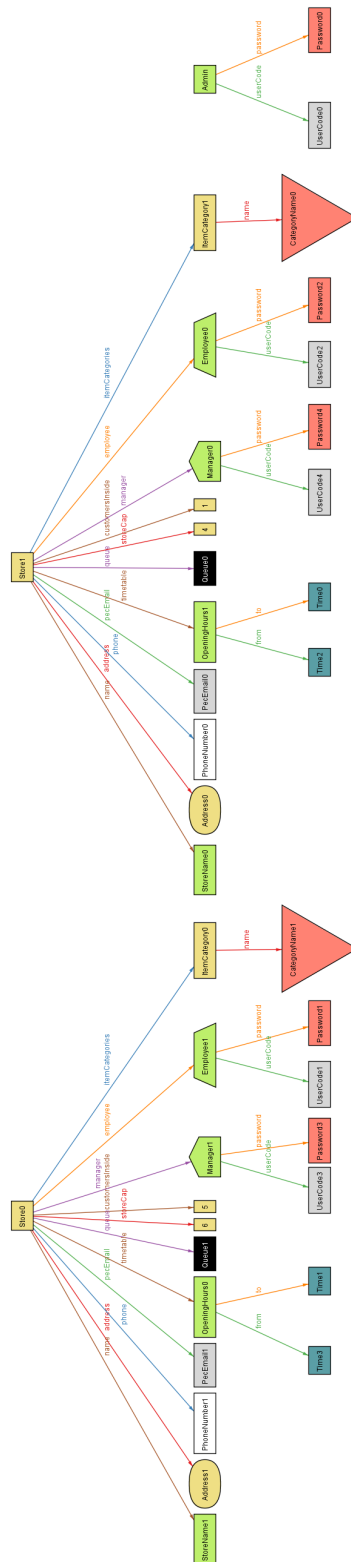 Store0
Store1
name
address
phone
pecEmail
timetable
queue
storeCap
customersInside
manager
employee
itemCategories
name
address
phone
pecEmail
timetable
queue
storeCap
customersInside
manager
employee
itemCategories
StoreName1
Address1
PhoneNumber1
PecEmail1
OpeningHours0
Queue1
6
5
Manager1
Employee1
ItemCategory0
StoreName0
Address0
PhoneNumber0
PecEmail0
OpeningHours1
Queue0
4
1
Manager0
Employee0
ItemCategory1
Admin
from
to
userCode
password
userCode
password
name
from
to
userCode
password
userCode
password
name
userCode
password
Time3
Time1
UserCode3
Password3
UserCode1
Password1
CategoryName1
Time2
Time0
UserCode4
Password4
UserCode2
Password2
CategoryName0
UserCode0
Password0